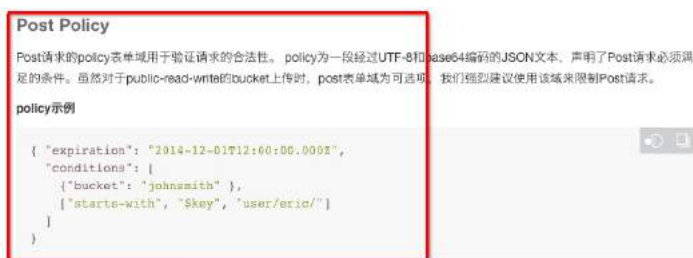 Post Policy
Post请求的policy表单域用于验证请求的合法性。 policy为一段经过UTF-8和base64编码的JSON文本，声明了Post请求必须满
足的条件。虽然对于public-read-write的bucket上传时，post表单域为可选项，我们强烈建议使用该域来限制Post请求。
policy示例
{ "expiration": "2014-12-01T12:00:00.000Z",
"conditions": [
{"bucket": "johnsmith" },
["starts-with", "$key", "user/eric/"]
]
}